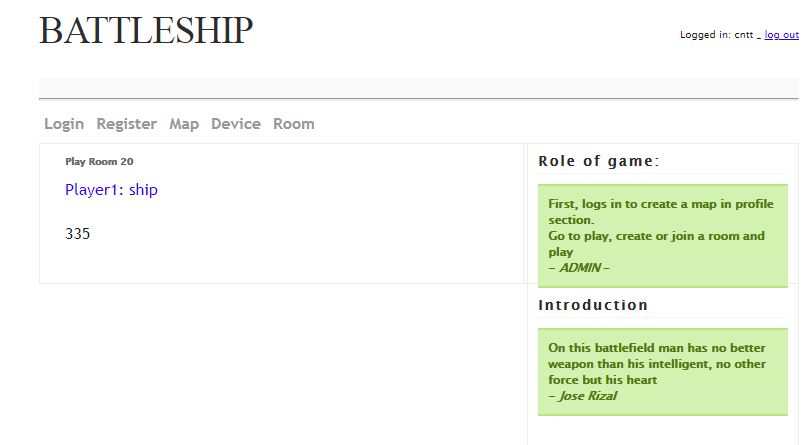 BATTLESHIP
Logged in: cntt _ log out
Login Register Map Device Room
Play Room 20
Player1: ship
335
Role of game:
First, logs in to create a map in profile
section.
Go to play, create or join a room and
play
– ADMIN –
Introduction
On this battlefield man has no better
weapon than his intelligent, no other
force but his heart
– Jose Rizal